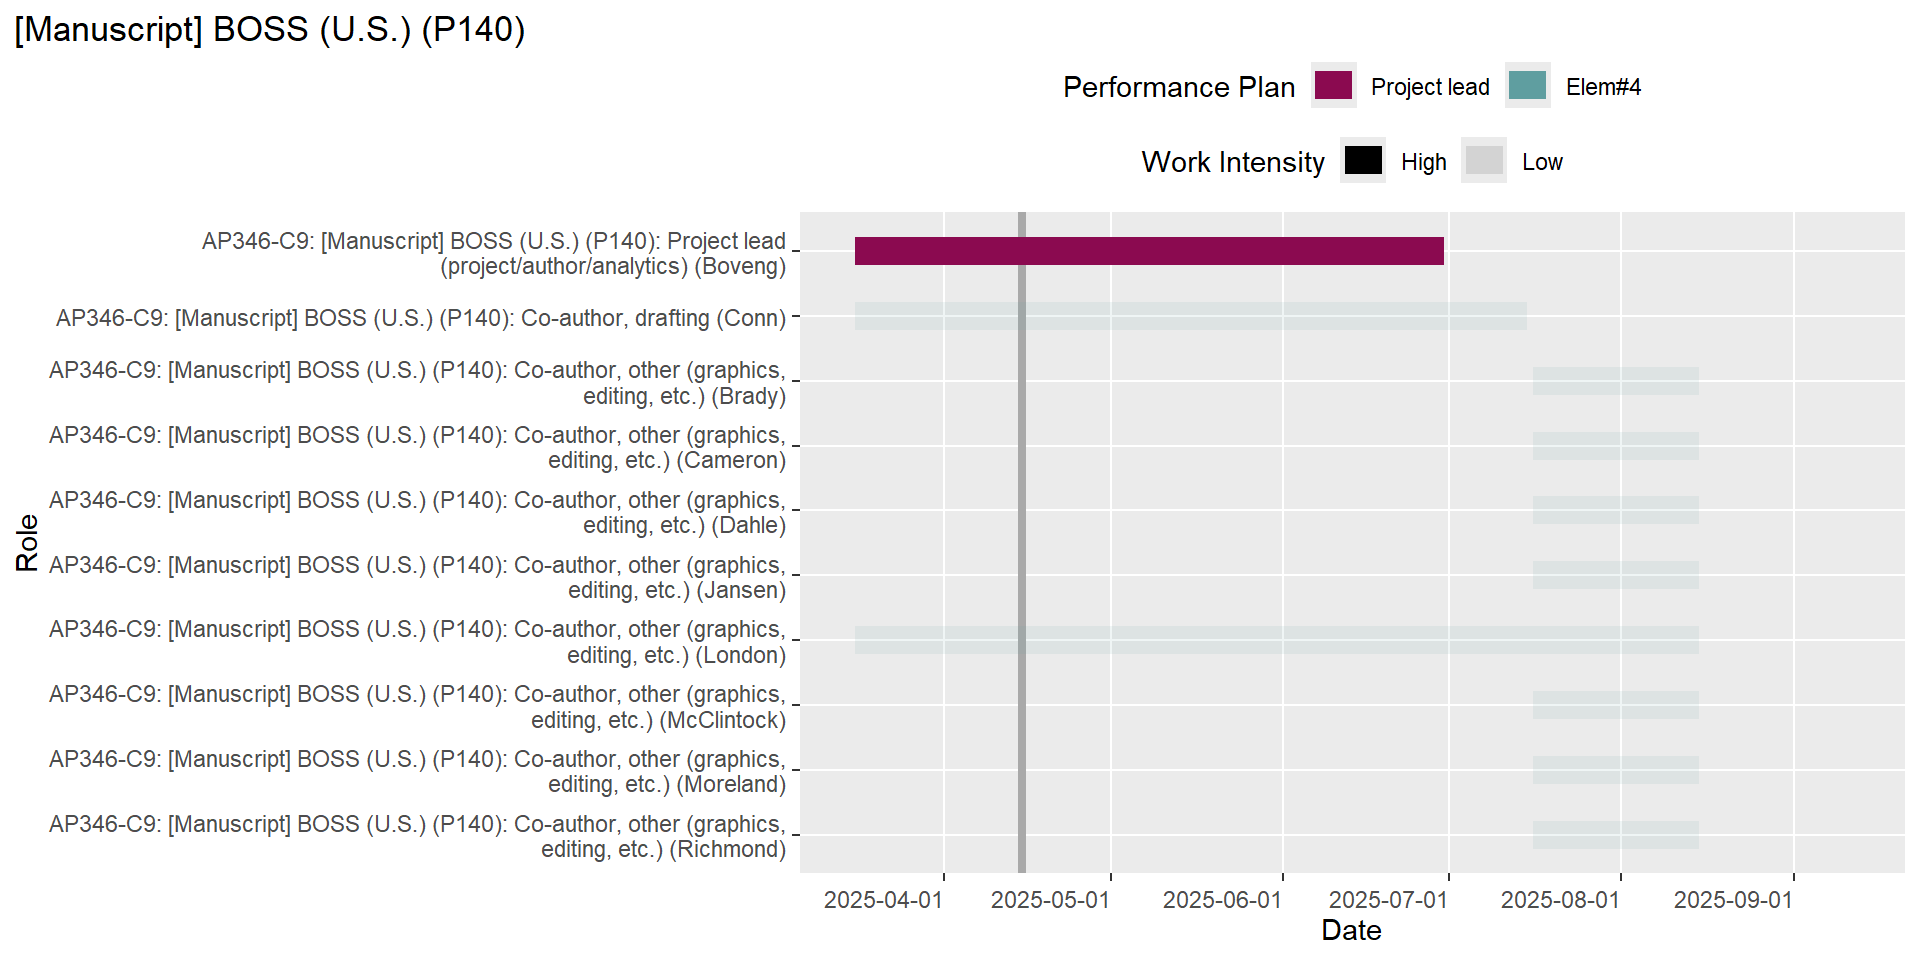 [Manuscript] BOSS (U.S.) (P140)
Performance Plan Project lead Elem#4
Work Intensity High Low
AP346-C9: [Manuscript] BOSS (U.S.) (P140): Project lead
(project/author/analytics) (Boveng)
AP346-C9: [Manuscript] BOSS (U.S.) (P140): Co-author, drafting (Conn)
AP346-C9: [Manuscript] BOSS (U.S.) (P140): Co-author, other (graphics,
editing, etc.) (Brady)
AP346-C9: [Manuscript] BOSS (U.S.) (P140): Co-author, other (graphics,
editing, etc.) (Cameron)
AP346-C9: [Manuscript] BOSS (U.S.) (P140): Co-author, other (graphics,
editing, etc.) (Dahle)
AP346-C9: [Manuscript] BOSS (U.S.) (P140): Co-author, other (graphics,
editing, etc.) (Jansen)
AP346-C9: [Manuscript] BOSS (U.S.) (P140): Co-author, other (graphics,
editing, etc.) (London)
AP346-C9: [Manuscript] BOSS (U.S.) (P140): Co-author, other (graphics,
editing, etc.) (McClintock)
AP346-C9: [Manuscript] BOSS (U.S.) (P140): Co-author, other (graphics,
editing, etc.) (Moreland)
AP346-C9: [Manuscript] BOSS (U.S.) (P140): Co-author, other (graphics,
editing, etc.) (Richmond)
Role
2025-04-01 2025-05-01 2025-06-01 2025-07-01 2025-08-01 2025-09-01
Date